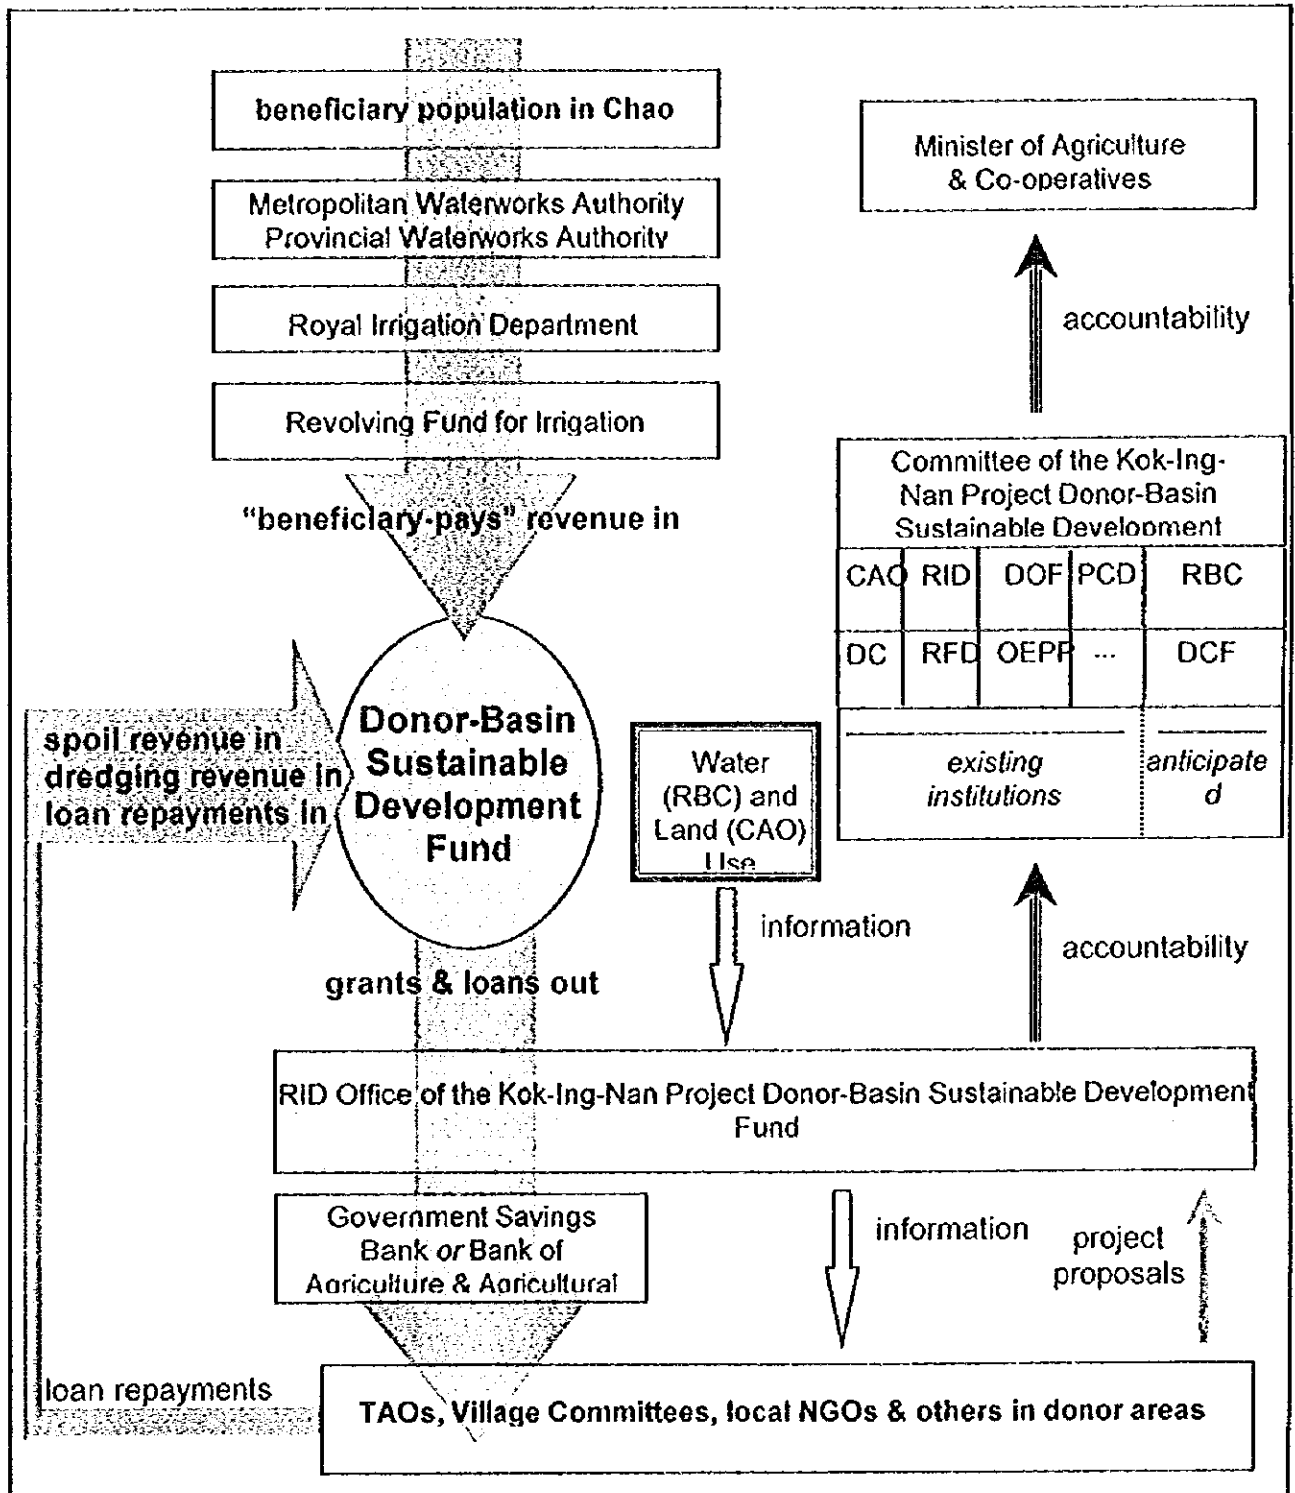 beneficiary population in Chao
Metropolitan Waterworks Authority
Provincial Waterworks Authority
Royal Irrigation Department
Revolving Fund for Irrigation
"beneficiary-pays" revenue in
spoil revenue in
dredging revenue in
loan repayments in
Donor-Basin
Sustainable
Development
Fund
grants & loans out
Minister of Agriculture
& Co-operatives
accountability
Committee of the Kok-Ing-
Nan Project Donor-Basin
Sustainable Development
CAO RID DOF PCD RBC
DC RFD OEPP ... DCF
existing
institutions
anticipate
d
Water
(RBC) and
Land (CAO)
Use
information
accountability
RID Office of the Kok-Ing-Nan Project Donor-Basin Sustainable Development
Fund
Government Savings
Bank or Bank of
Agriculture & Agricultural
information
project
proposals
loan repayments
TAOs, Village Committees, local NGOs & others in donor areas